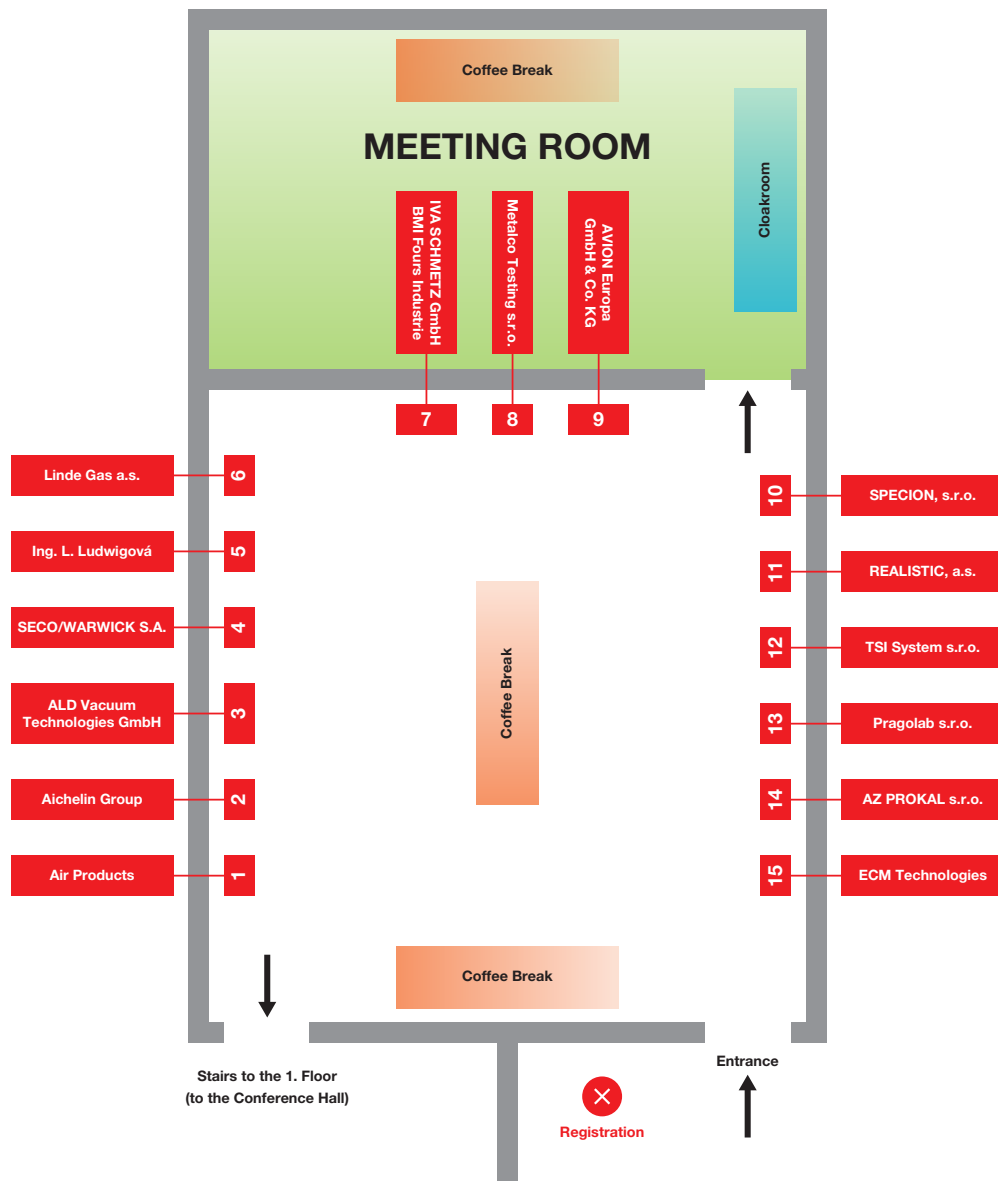 Coffee Break
MEETING ROOM
Cloakroom
IVA SCHMETZ GmbH
BMI Fours Industrie
Metalco Testing s.r.o.
AVION Europa
GmbH & Co. KG
7
8
9
Linde Gas a.s.
6
Ing. L. Ludwigová
5
SECO/WARWICK S.A.
4
ALD Vacuum
Technologies GmbH
3
Aichelin Group
2
Air Products
1
Coffee Break
10
SPECION, s.r.o.
11
REALISTIC, a.s.
12
TSI System s.r.o.
13
Pragolab s.r.o.
14
AZ PROKAL s.r.o.
15
ECM Technologies
Coffee Break
Stairs to the 1. Floor
(to the Conference Hall)
Registration
Entrance